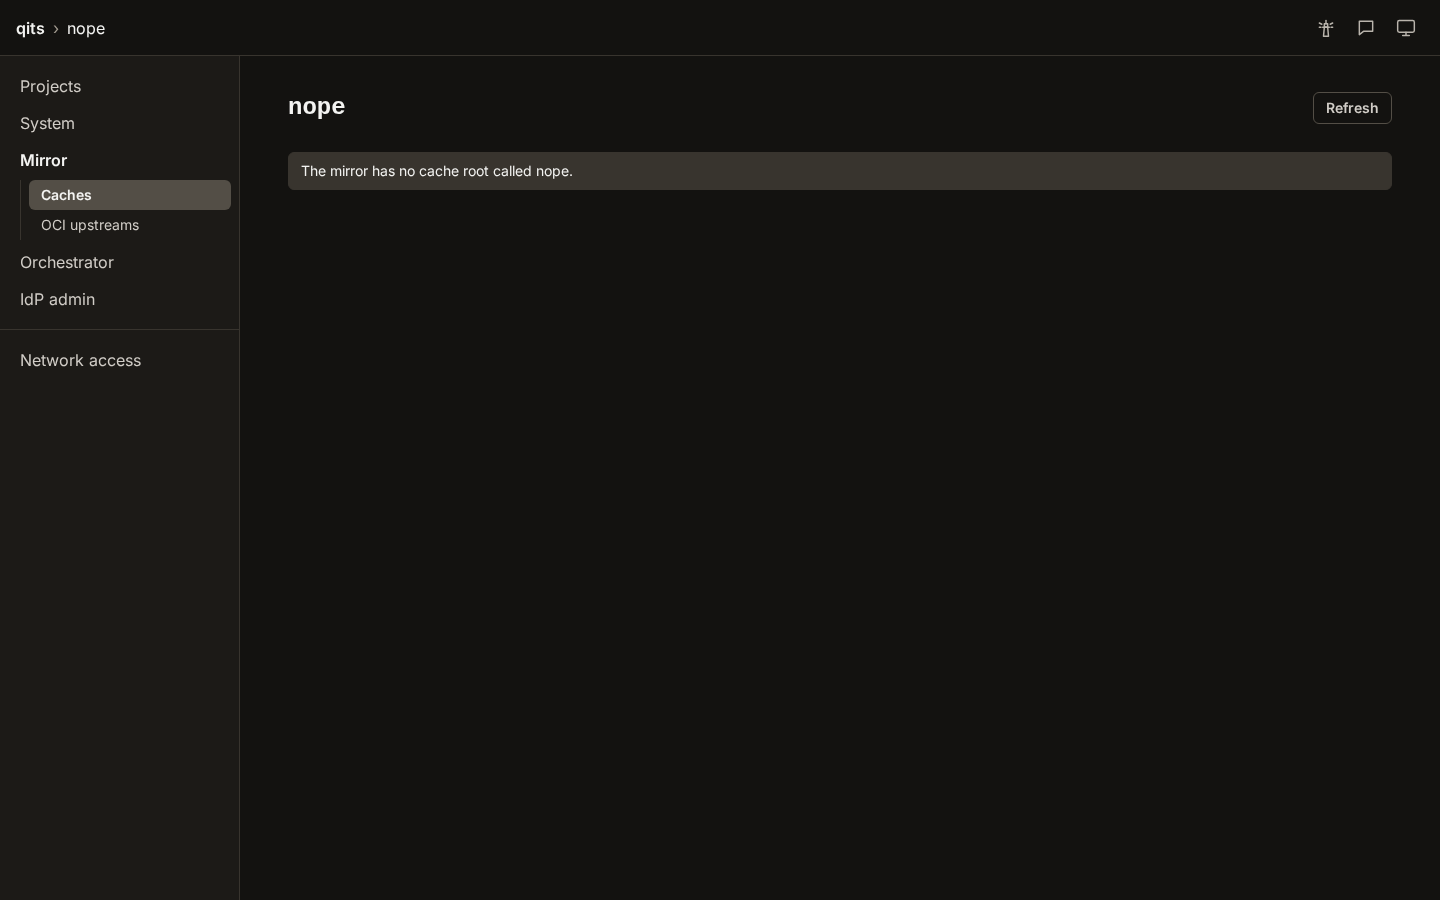 qits › nope
Projects
System
Mirror
Caches
OCI upstreams
Orchestrator
IdP admin
Network access
nope
Refresh
The mirror has no cache root called nope.